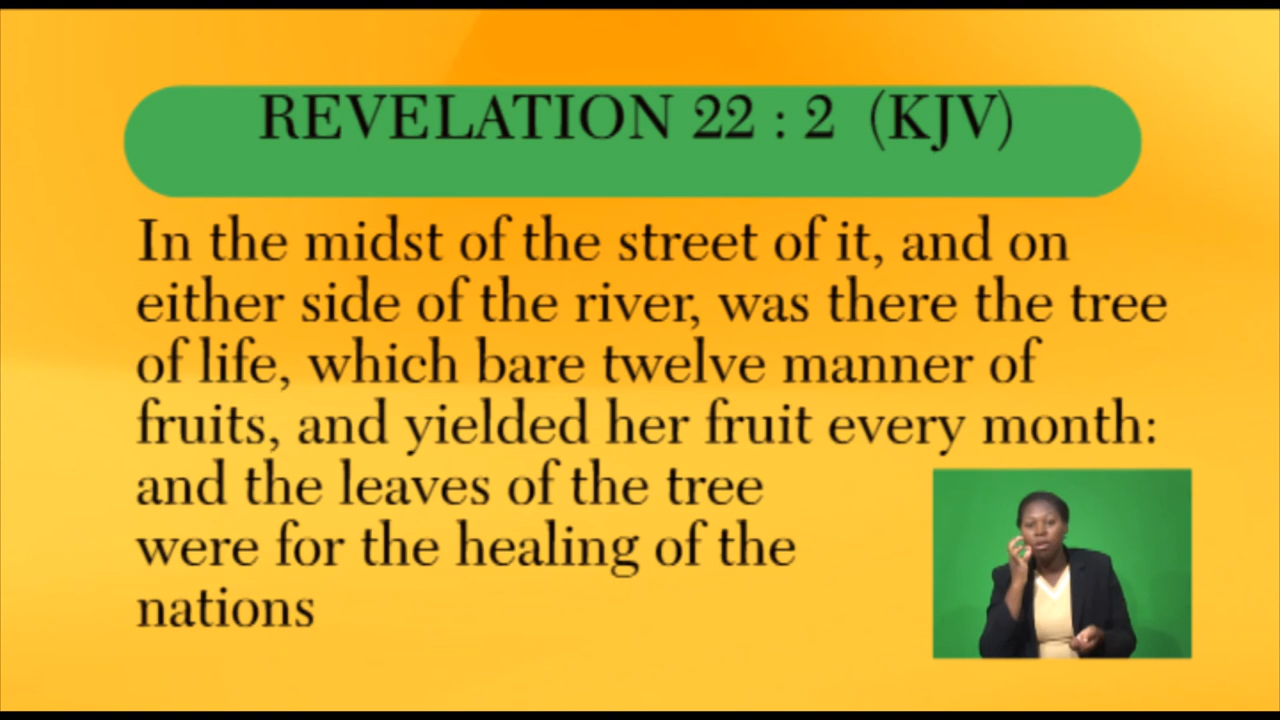 REVELATION 22 : 2 (KJV)
In the midst of the street of it, and on
either side of the river, was there the tree
of life, which bare twelve manner of
fruits, and yielded her fruit every month:
and the leaves of the tree
were for the healing of the
nations